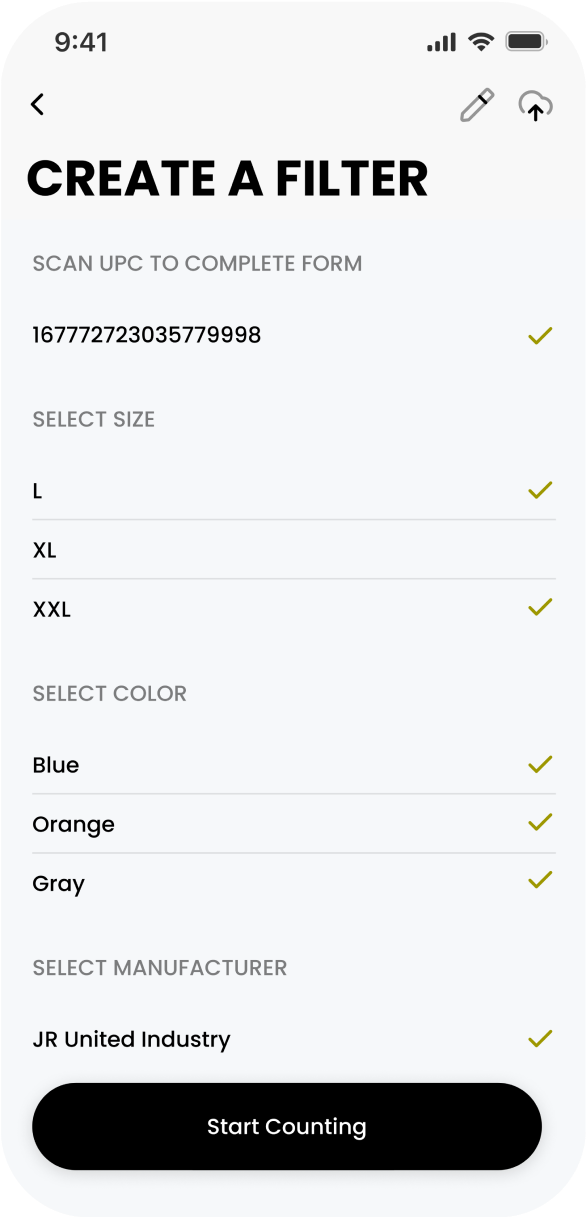 9:41
CREATE A FILTER
SCAN UPC TO COMPLETE FORM
167772723035779998
SELECT SIZE
L
XL
XXL
SELECT COLOR
Blue
Orange
Gray
SELECT MANUFACTURER
JR United Industry
Start Counting